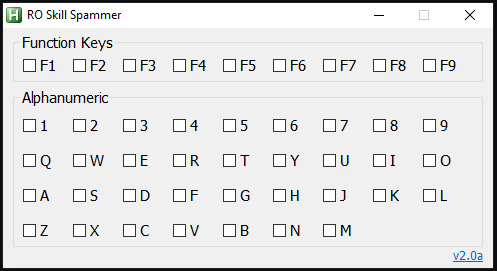 RO Skill Spammer
Function Keys
F1 F2 F3 F4 F5 F6 F7 F8 F9
Alphanumeric
1 2 3 4 5 6 7 8 9
Q W E R T Y U I O
A S D F G H J K L
Z X C V B N M
v2.0a